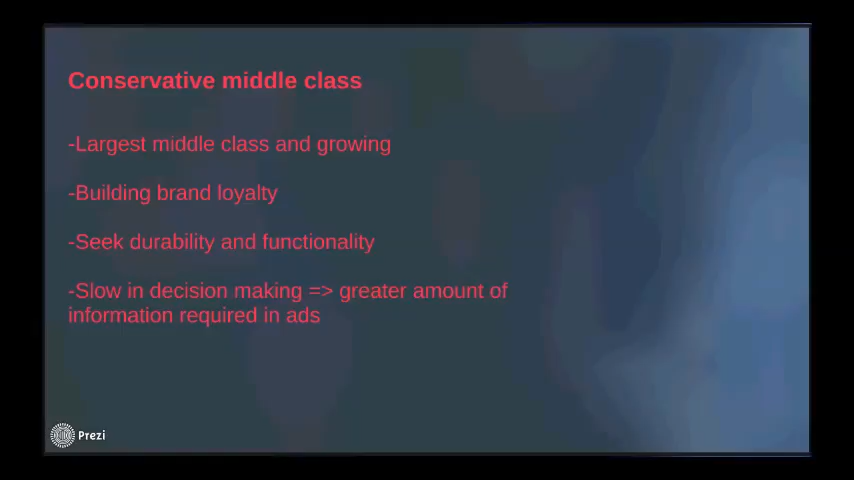 Conservative middle class
-Largest middle class and growing
-Building brand loyalty
-Seek durability and functionality
-Slow in decision making => greater amount of
information required in ads
Prezi